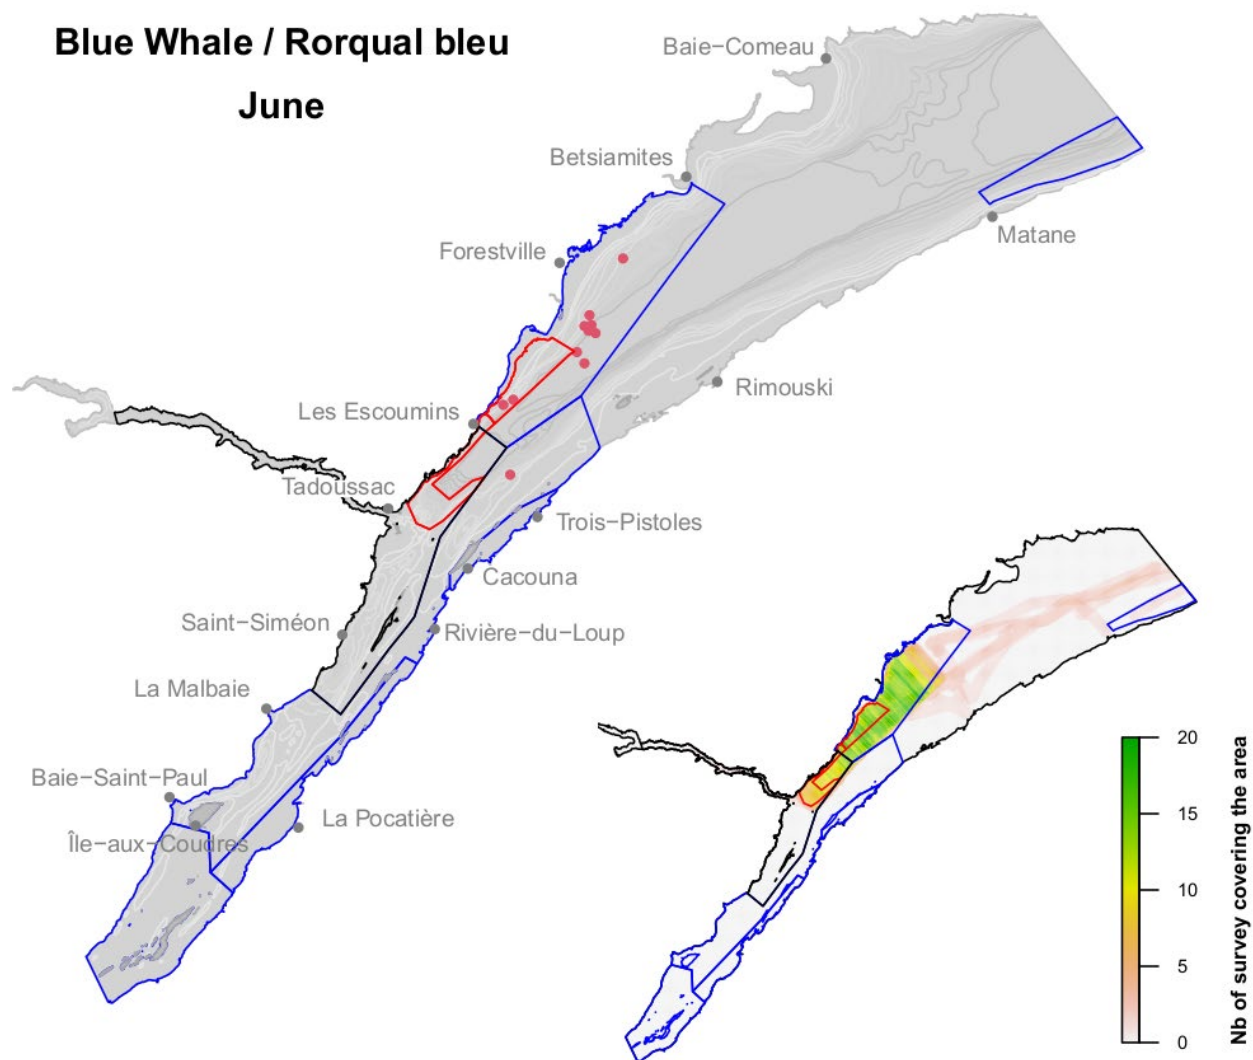 Blue Whale / Rorqual bleu
June
Baie−Comeau
Betsiamites
Forestville
Matane
Rimouski
Les Escoumins
Tadoussac
Trois−Pistoles
Cacouna
Saint−Siméon
Rivière−du−Loup
La Malbaie
Baie−Saint−Paul
La Pocatière
Île−aux−Coudres
20
15
10
5
0
Nb of survey covering the area